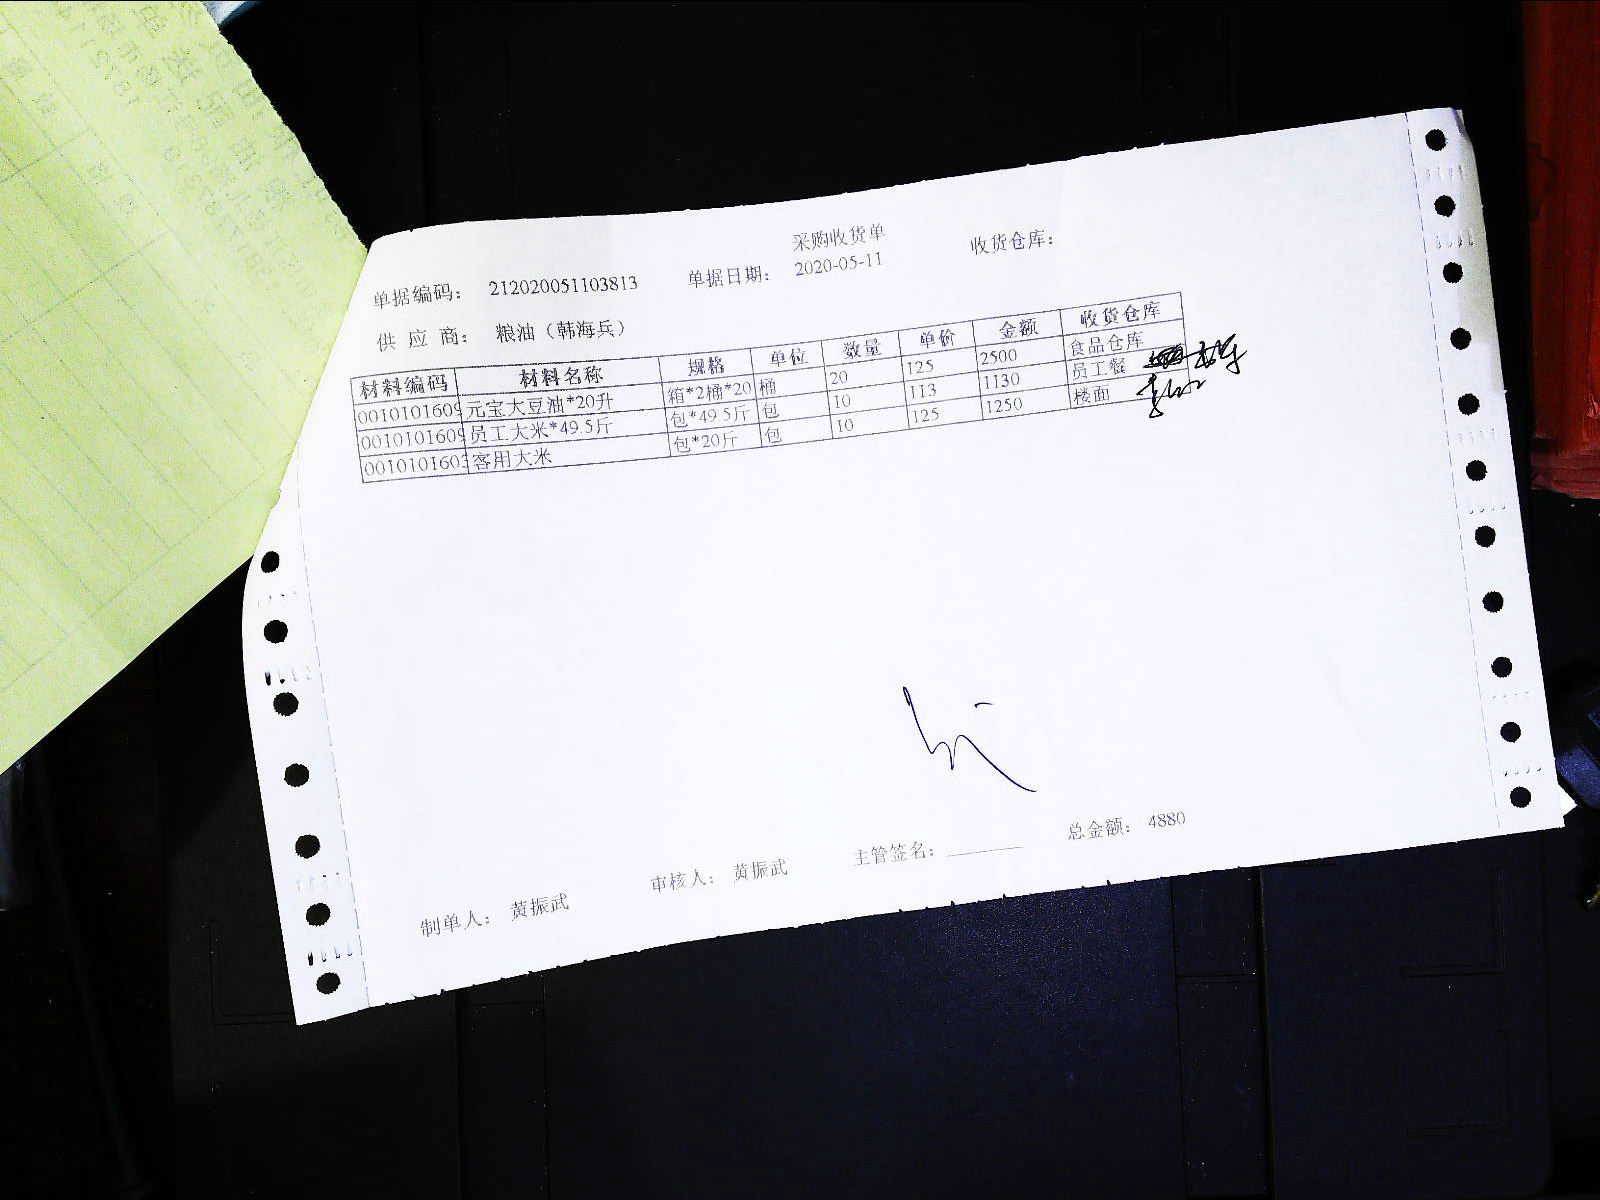 采购收货单
单据编码： 212020051103813 单据日期： 2020-05-11 收货仓库：
供 应 商： 粮油（韩海兵）
材料编码 材料名称 规格 单位 数量 单价 金额 收货仓库
0010101609 元宝大豆油*20升 箱*2桶*20 桶 20 125 2500 食品仓库
0010101609 员工大米*49.5斤 包*49.5斤 包 10 113 1130 员工餐
0010101603 客用大米 包*20斤 包 10 125 1250 楼面
总金额： 4880
制单人： 黄振武 审核人： 黄振武 主管签名：